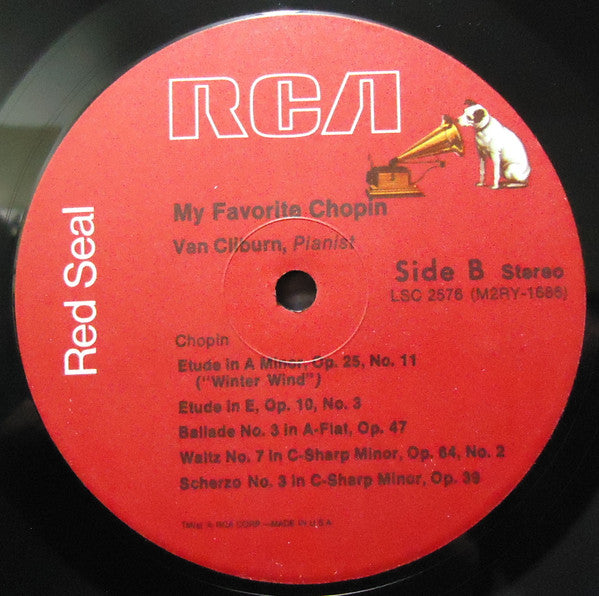 RCA
Red Seal
My Favorite Chopin
Van Cliburn, Pianist
Side B Stereo
LSC 2576 (M2RY-1686)
Chopin
Etude in A Minor, Op. 25, No. 11
("Winter Wind")
Etude in E, Op. 10, No. 3
Ballade No. 3 in A-Flat, Op. 47
Waltz No. 7 in C-Sharp Minor, Op. 64, No. 2
Scherzo No. 3 in C-Sharp Minor, Op. 39
TM(s) ® RCA CORP.—MADE IN U.S.A.